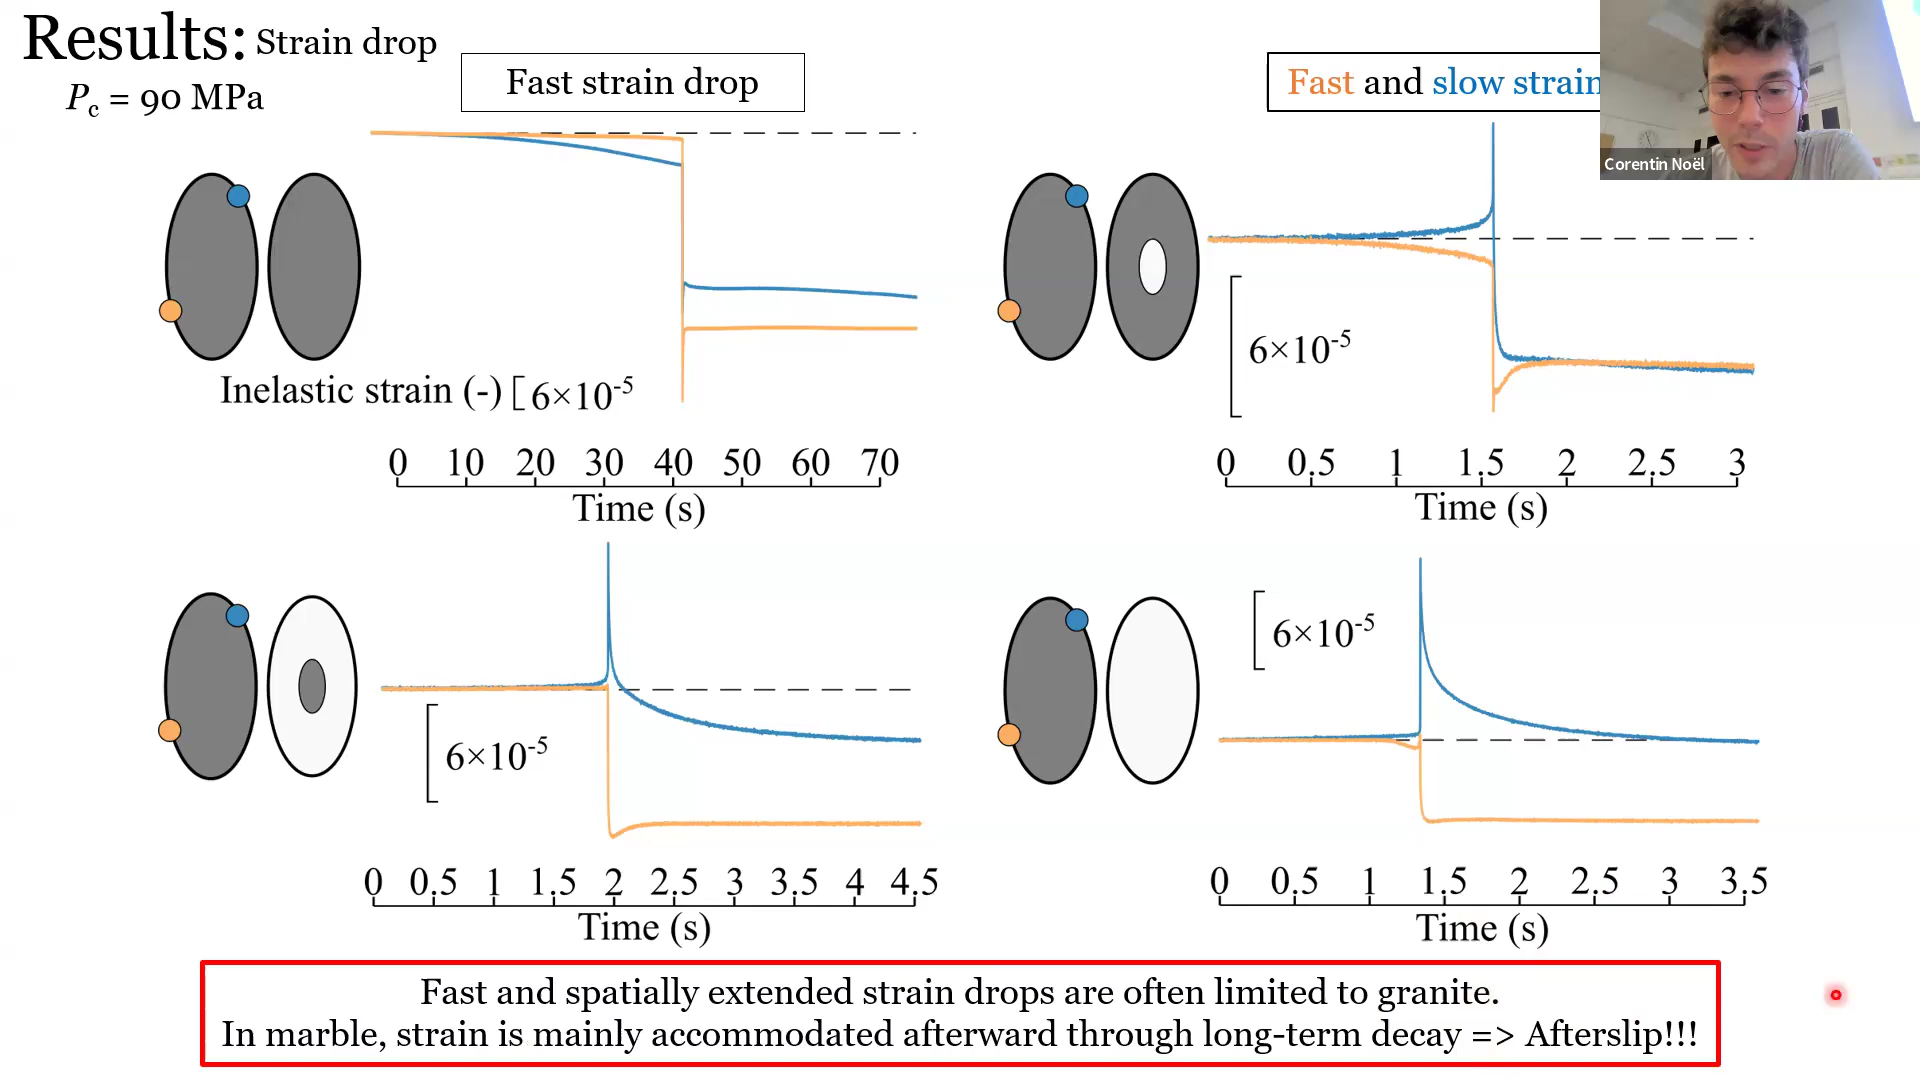 Results: Strain drop
Pc = 90 MPa
Fast strain drop
Fast and slow strain
Corentin Noël
6×10-5
Inelastic strain (-) 6×10-5
0 10 20 30 40 50 60 70
Time (s)
0 0.5 1 1.5 2 2.5 3
Time (s)
6×10-5
6×10-5
0 0.5 1 1.5 2 2.5 3 3.5 4 4.5
Time (s)
0 0.5 1 1.5 2 2.5 3 3.5
Time (s)
Fast and spatially extended strain drops are often limited to granite.
In marble, strain is mainly accommodated afterward through long-term decay => Afterslip!!!